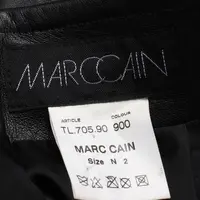 MARCCAIN
ARTICLE COLOUR
TL.705.90 900
MARC CAIN
Size N 2